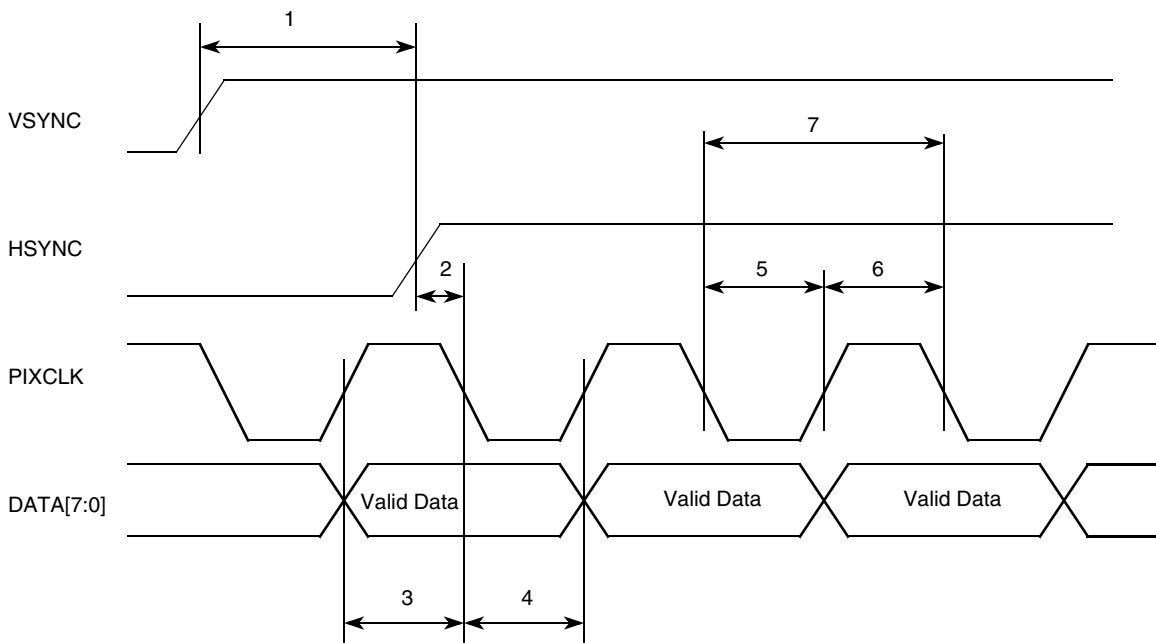 1
VSYNC
7
HSYNC
2
5
6
PIXCLK
DATA[7:0]
Valid Data
Valid Data
Valid Data
3
4